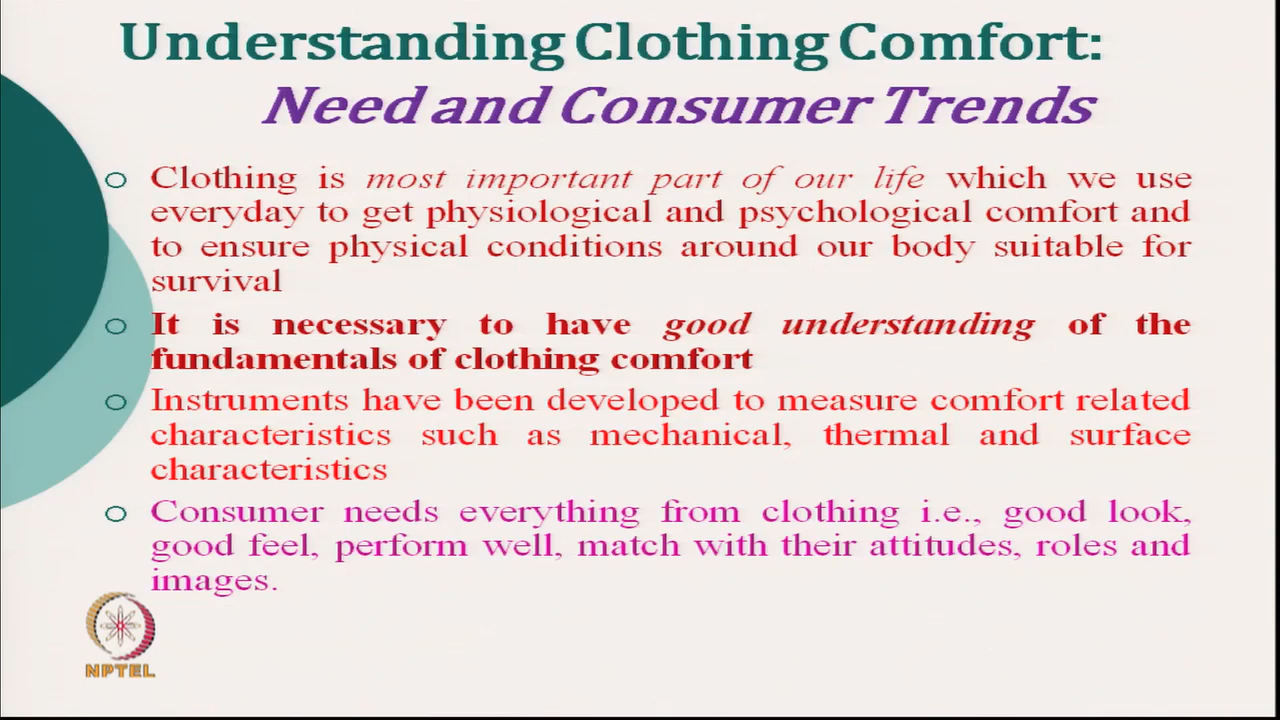 Understanding Clothing Comfort:
Need and Consumer Trends
Clothing is most important part of our life which we use
everyday to get physiological and psychological comfort and
to ensure physical conditions around our body suitable for
survival
It is necessary to have good understanding of the
fundamentals of clothing comfort
Instruments have been developed to measure comfort related
characteristics such as mechanical, thermal and surface
characteristics
Consumer needs everything from clothing i.e., good look,
good feel, perform well, match with their attitudes, roles and
images.
NPTEL